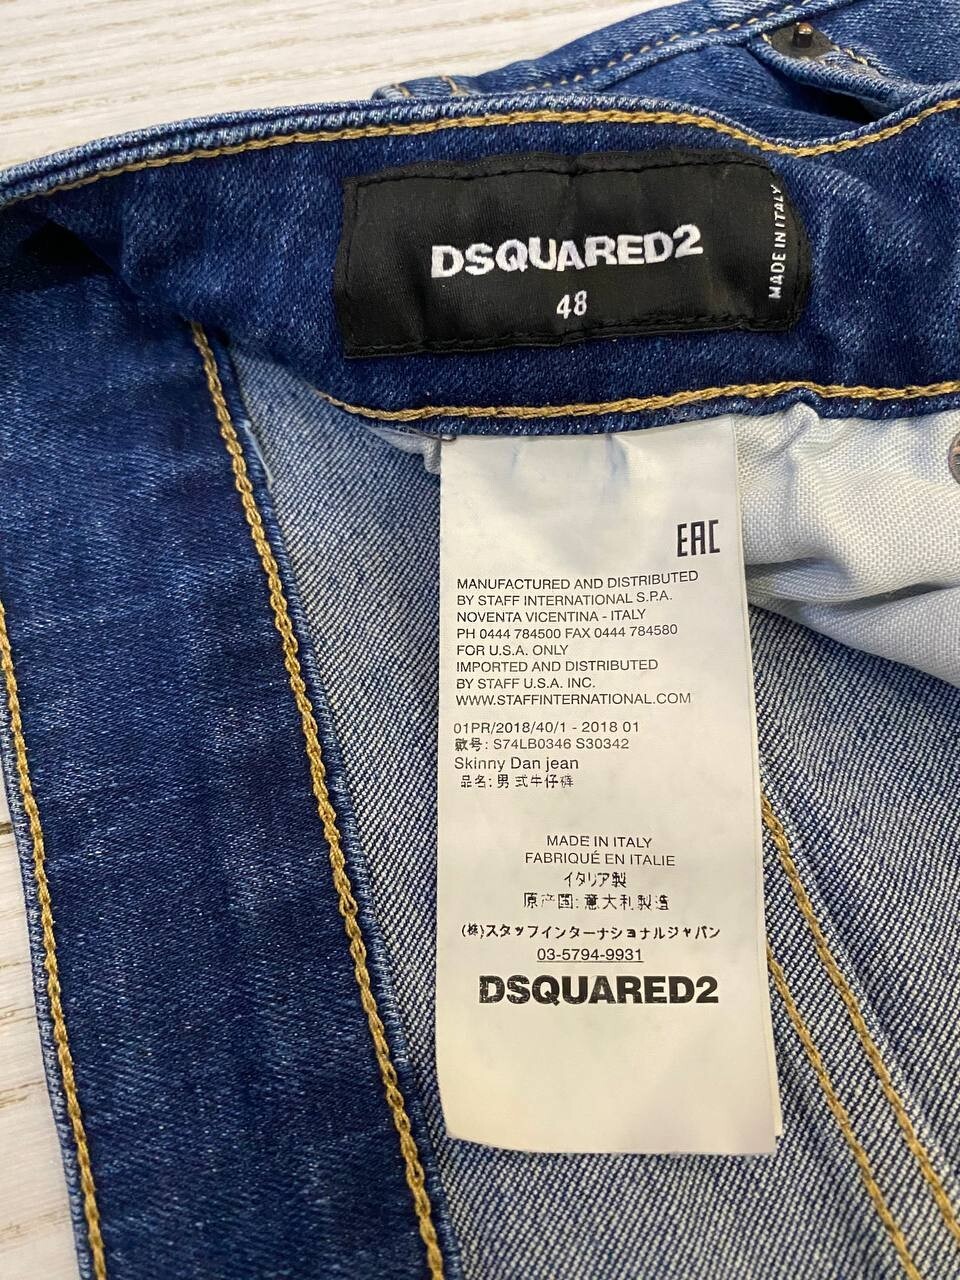 DSQUARED2
48
MADE IN ITALY
EAC
MANUFACTURED AND DISTRIBUTED
BY STAFF INTERNATIONAL S.P.A.
NOVENTA VICENTINA - ITALY
PH 0444 784500 FAX 0444 784580
FOR U.S.A. ONLY
IMPORTED AND DISTRIBUTED
BY STAFF U.S.A. INC.
WWW.STAFFINTERNATIONAL.COM
01PR/2018/40/1 - 2018 01
款号: S74LB0346 S30342
Skinny Dan jean
品名: 男式牛仔裤
MADE IN ITALY
FABRIQUÉ EN ITALIE
イタリア製
原产国: 意大利製造
(株)スタッフインターナショナルジャパン
03-5794-9931
DSQUARED2